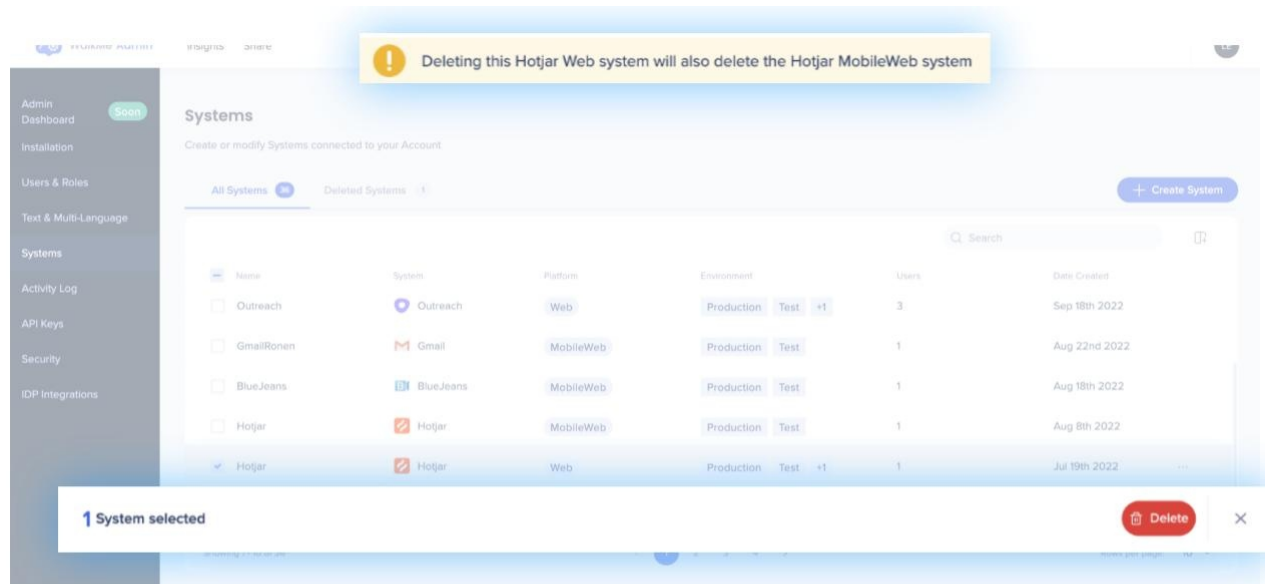 Insights Share
Deleting this Hotjar Web system will also delete the Hotjar MobileWeb system
Admin
Dashboard
Soon
Installation
Users & Roles
Text & Multi-Language
Systems
Activity Log
API Keys
Security
IDP Integrations
Systems
Create or modify Systems connected to your Account
All Systems Deleted Systems 1
+ Create System
Search
Name System Platform Environment Users Date Created
Outreach Outreach Web Production Test +1 3 Sep 18th 2022
GmailRonen Gmail MobileWeb Production Test 1 Aug 22nd 2022
BlueJeans BlueJeans MobileWeb Production Test 1 Aug 18th 2022
Hotjar Hotjar MobileWeb Production Test 1 Aug 8th 2022
Hotjar Hotjar Web Production Test +1 1 Jul 19th 2022 ...
1 System selected
Delete